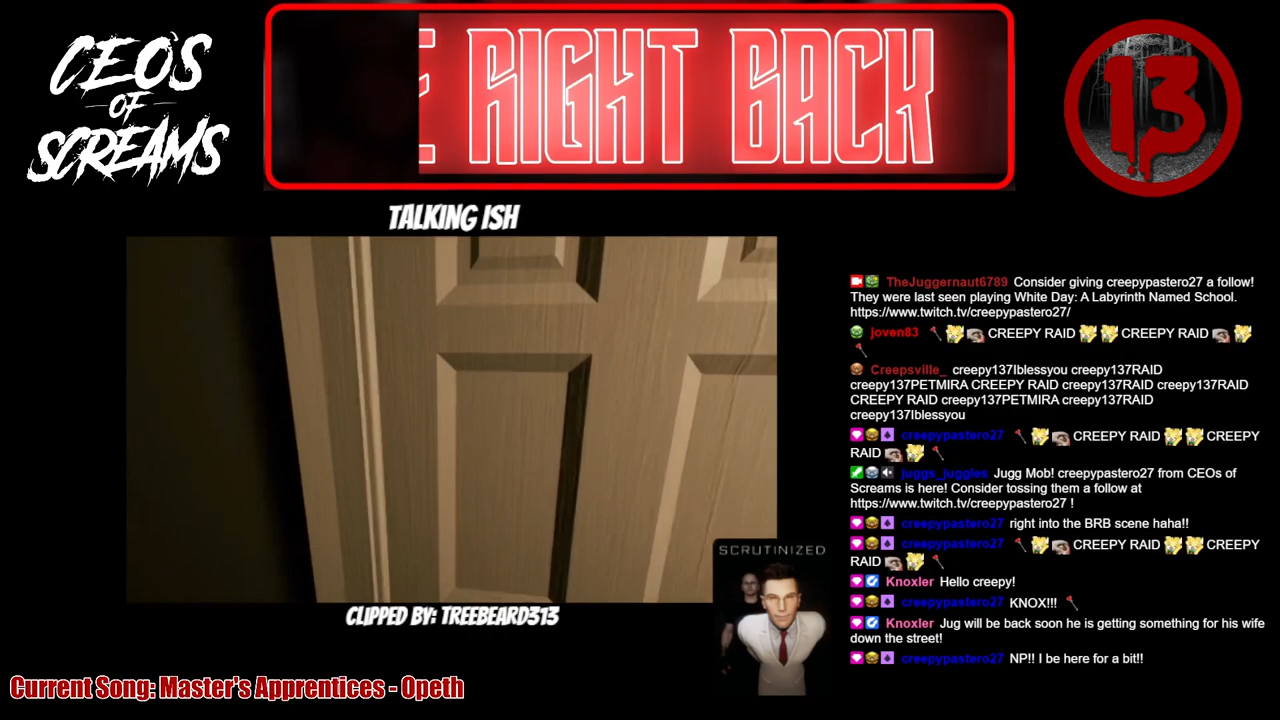 CEO'S
OF
SCREAMS
E RIGHT BACK
13
TALKING ISH
TheJuggernaut6789 Consider giving creepypastero27 a follow!
They were last seen playing White Day: A Labyrinth Named School.
https://www.twitch.tv/creepypastero27/
joven83 CREEPY RAID CREEPY RAID
Creepsville_ creepy137Iblessyou creepy137RAID
creepy137PETMIRA CREEPY RAID creepy137RAID creepy137RAID
CREEPY RAID creepy137PETMIRA creepy137RAID
creepy137Iblessyou
creepypastero27 CREEPY RAID CREEPY
RAID
juggs_juggles Jugg Mob! creepypastero27 from CEOs of
Screams is here! Consider tossing them a follow at
https://www.twitch.tv/creepypastero27 !
creepypastero27 right into the BRB scene haha!!
creepypastero27 CREEPY RAID CREEPY
RAID
Knoxler Hello creepy!
creepypastero27 KNOX!!!
Knoxler Jug will be back soon he is getting something for his wife
down the street!
creepypastero27 NP!! I be here for a bit!!
SCRUTINIZED
CLIPPED BY: TREEBEARD313
Current Song: Master's Apprentices - Opeth